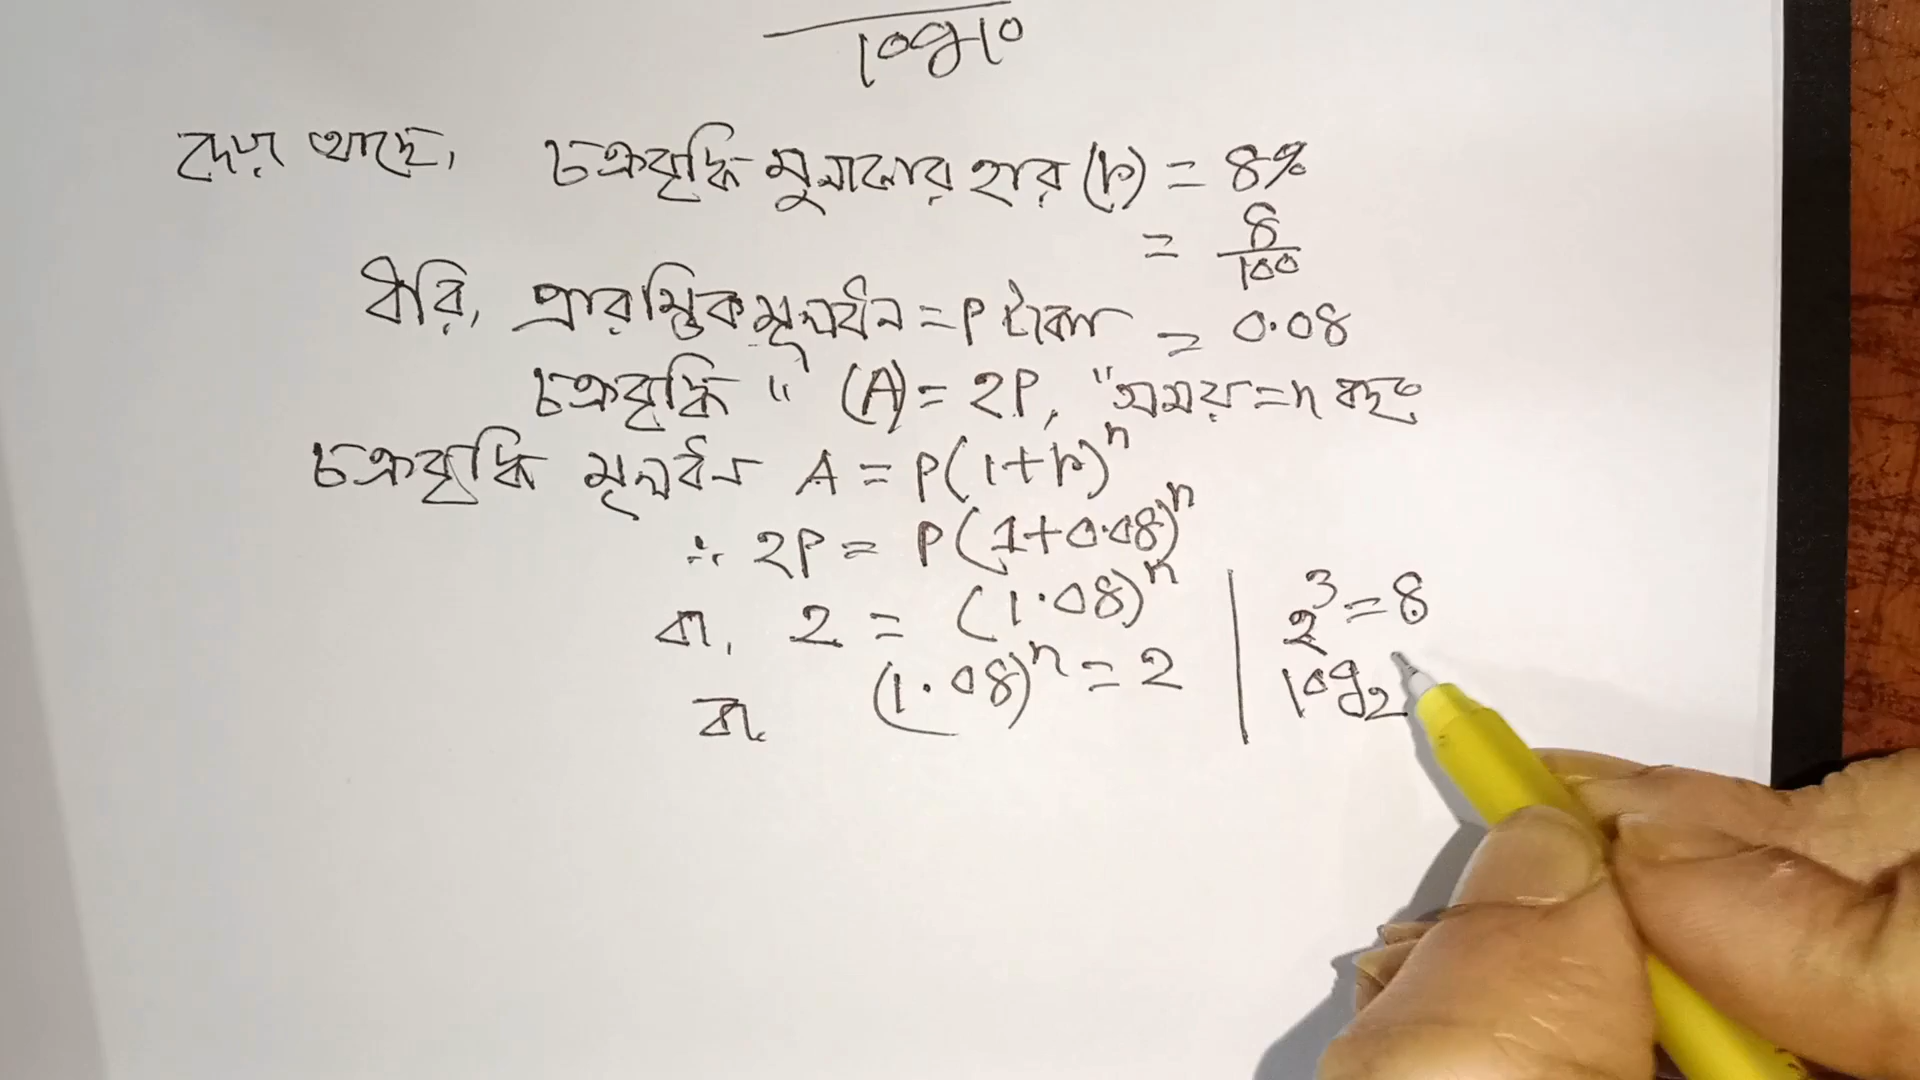 log10
দেয়া আছে, চক্রবৃদ্ধি মুনাফার হার (r) = 8%
= 8/100
ধরি, প্রারম্ভিক মূলধন = P টাকা = 0.08
চক্রবৃদ্ধি " (A) = 2P, "সময় = n বছর
চক্রবৃদ্ধি মূলধন A = P(1+r)ⁿ
∴ 2P = P(1+0.08)ⁿ
বা, 2 = (1.08)ⁿ
বা, (1.08)ⁿ = 2
2³ = 8
log₂